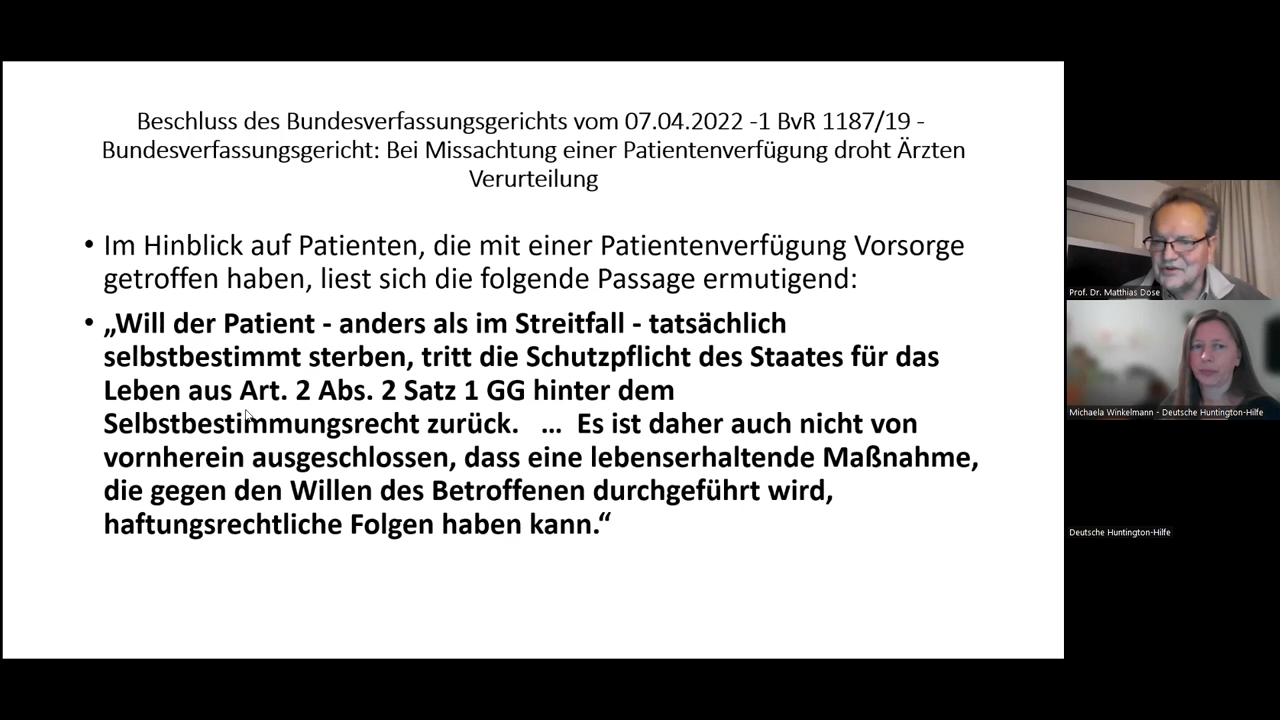 Beschluss des Bundesverfassungsgerichts vom 07.04.2022 -1 BvR 1187/19 -
Bundesverfassungsgericht: Bei Missachtung einer Patientenverfügung droht Ärzten
Verurteilung
• Im Hinblick auf Patienten, die mit einer Patientenverfügung Vorsorge
getroffen haben, liest sich die folgende Passage ermutigend:
• „Will der Patient - anders als im Streitfall - tatsächlich
selbstbestimmt sterben, tritt die Schutzpflicht des Staates für das
Leben aus Art. 2 Abs. 2 Satz 1 GG hinter dem
Selbstbestimmungsrecht zurück. … Es ist daher auch nicht von
vornherein ausgeschlossen, dass eine lebenserhaltende Maßnahme,
die gegen den Willen des Betroffenen durchgeführt wird,
haftungsrechtliche Folgen haben kann.“
Prof. Dr. Matthias Dose
Michaela Winkelmann - Deutsche Huntington-Hilfe
Deutsche Huntington-Hilfe